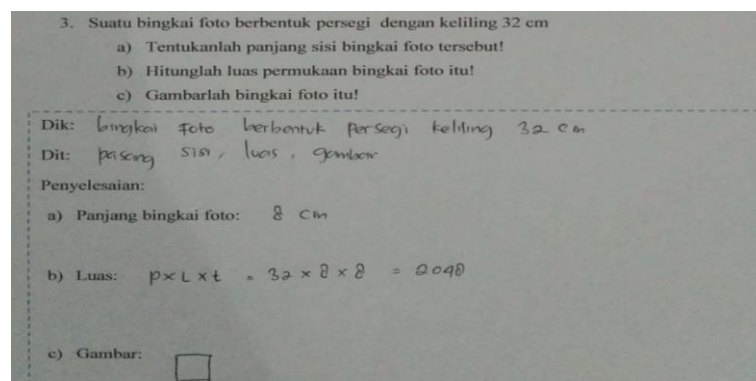 3. Suatu bingkai foto berbentuk persegi dengan keliling 32 cm
a) Tentukanlah panjang sisi bingkai foto tersebut!
b) Hitunglah luas permukaan bingkai foto itu!
c) Gambarlah bingkai foto itu!
Dik: bingkai foto berbentuk persegi keliling 32 cm
Dit: pasang sisi, luas, gambar
Penyelesaian:
a) Panjang bingkai foto: 8 cm
b) Luas: p × L × t = 32 × 8 × 8 = 2048
c) Gambar: